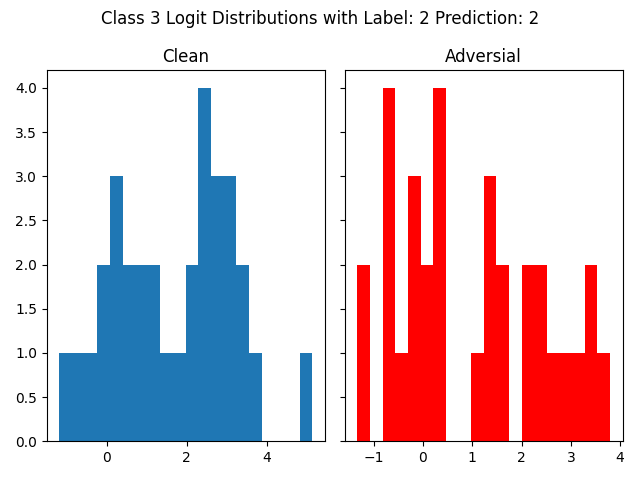 Class 3 Logit Distributions with Label: 2 Prediction: 2
Clean
Adversial
4.0
3.5
3.0
2.5
2.0
1.5
1.0
0.5
0.0
0 2 4
−1 0 1 2 3 4